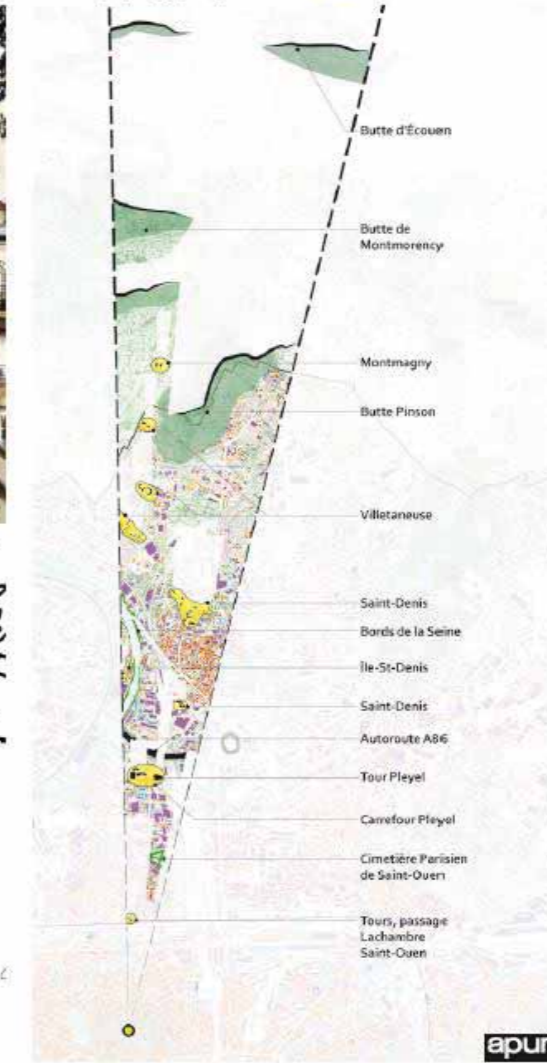 Butte d'Écouen
Butte de
Montmorency
Montmagny
Butte Pinson
Villetaneuse
Saint-Denis
Bords de la Seine
Île-St-Denis
Saint-Denis
Autoroute A86
Tour Pleyel
Carrefour Pleyel
Cimetière Parisien
de Saint-Ouen
Tours, passage
Lachambre
Saint-Ouen
apur